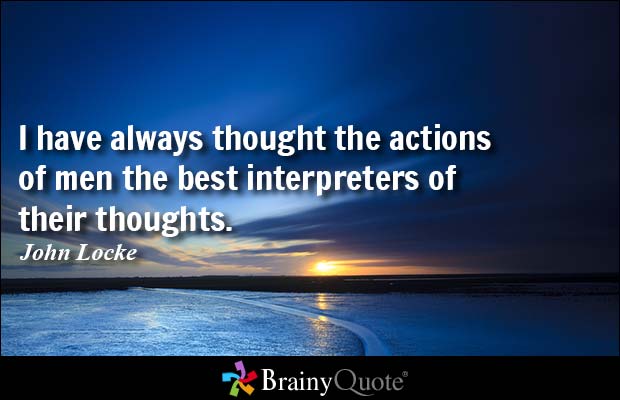 I have always thought the actions
of men the best interpreters of
their thoughts.
John Locke
BrainyQuote®